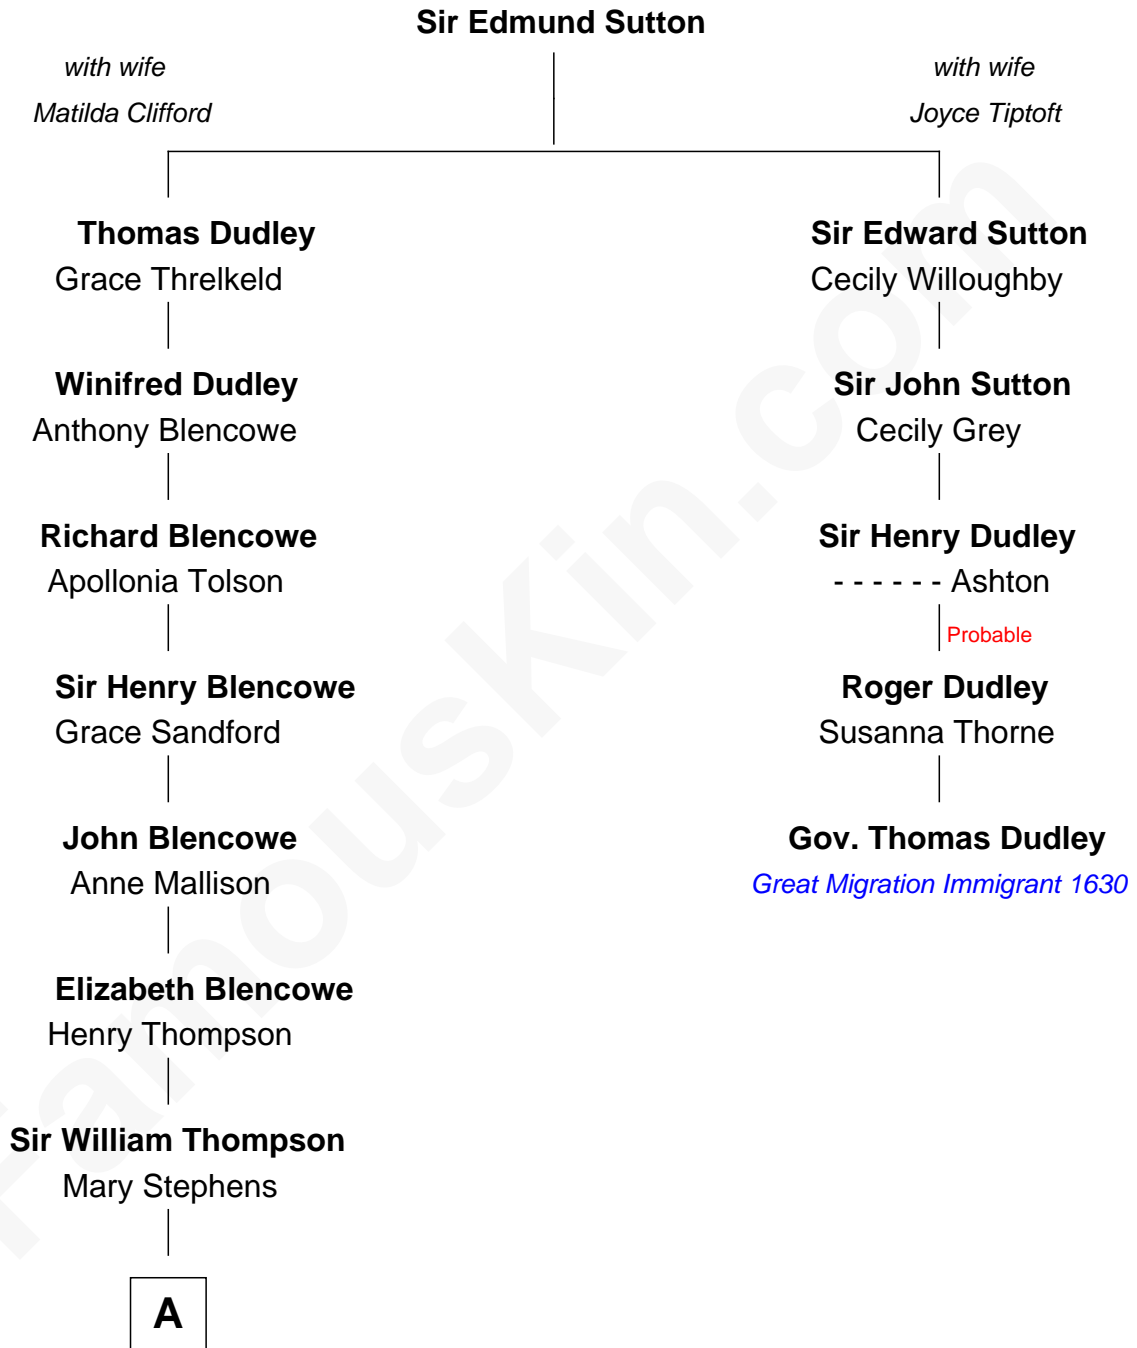 Sir Edmund Sutton
with wife
Matilda Clifford
with wife
Joyce Tiptoft
Thomas Dudley
Grace Threlkeld
Sir Edward Sutton
Cecily Willoughby
Winifred Dudley
Anthony Blencowe
Sir John Sutton
Cecily Grey
Richard Blencowe
Apollonia Tolson
Sir Henry Dudley
- - - - - - Ashton
Probable
Sir Henry Blencowe
Grace Sandford
Roger Dudley
Susanna Thorne
John Blencowe
Anne Mallison
Gov. Thomas Dudley
Great Migration Immigrant 1630
Elizabeth Blencowe
Henry Thompson
Sir William Thompson
Mary Stephens
A
FamousKin.com